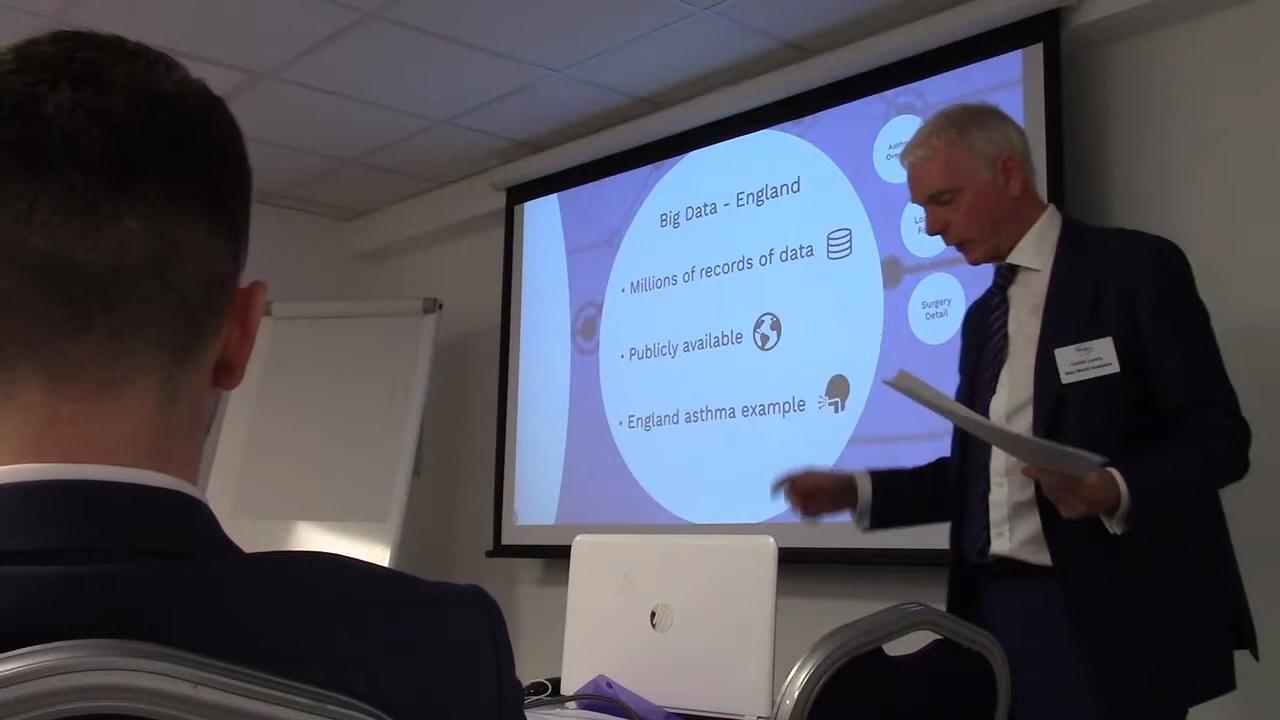 Big Data - England
• Millions of records of data
• Publicly available
• England asthma example
Surgery
Detail